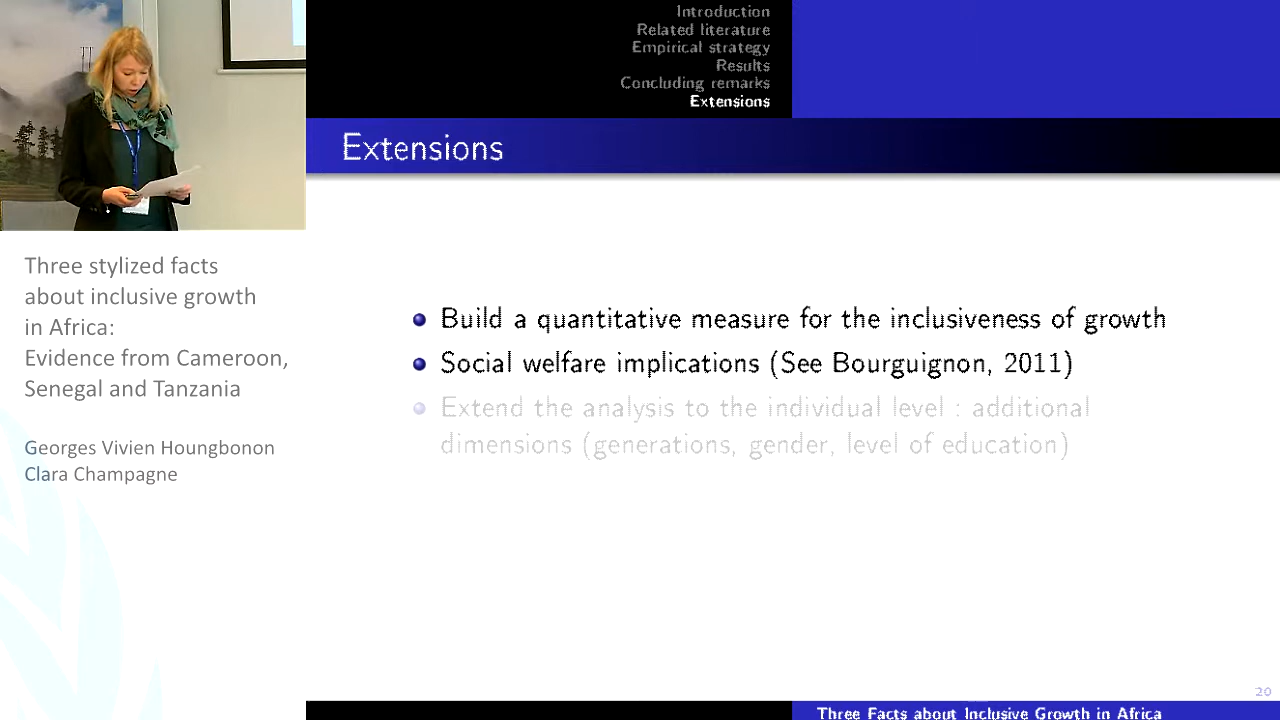 Introduction
Related literature
Empirical strategy
Results
Concluding remarks
Extensions
Extensions
Three stylized facts
about inclusive growth
in Africa:
Evidence from Cameroon,
Senegal and Tanzania
Georges Vivien Houngbonon
Clara Champagne
Build a quantitative measure for the inclusiveness of growth
Social welfare implications (See Bourguignon, 2011)
Extend the analysis to the individual level : additional
dimensions (generations, gender, level of education)
20
Three Facts about Inclusive Growth in Africa